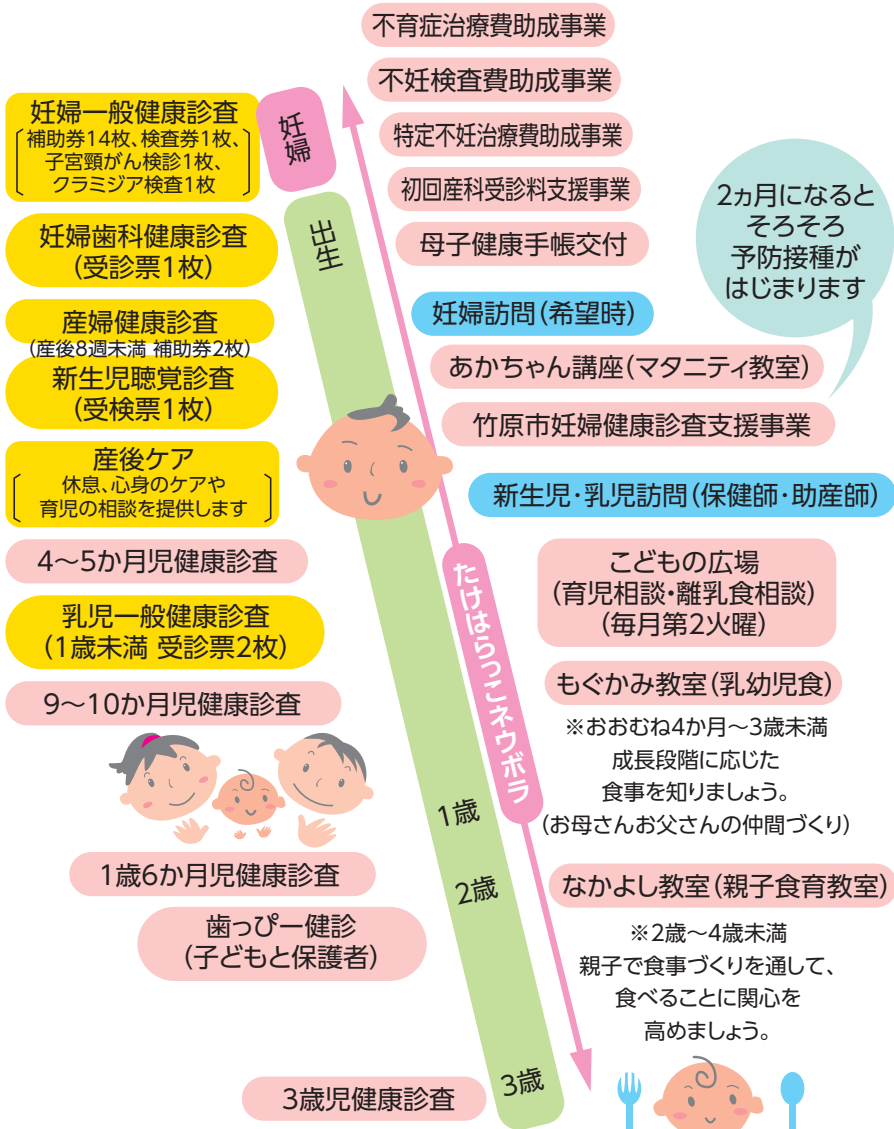 不育症治療費助成事業
不妊検査費助成事業
特定不妊治療費助成事業
初回産科受診料支援事業
母子健康手帳交付
妊婦
妊婦一般健康診査
補助券14枚、検査券1枚、
子宮頸がん検診1枚、
クラミジア検査1枚
出生
妊婦歯科健康診査
(受診票1枚)
産婦健康診査
(産後8週未満 補助券2枚)
新生児聴覚診査
(受検票1枚)
産後ケア
休息、心身のケアや
育児の相談を提供します
4～5か月児健康診査
乳児一般健康診査
(1歳未満 受診票2枚)
9～10か月児健康診査
1歳6か月児健康診査
歯っぴー健診
(子どもと保護者)
3歳児健康診査
1歳
2歳
3歳
たけはらっこネウボラ
2ヵ月になると
そろそろ
予防接種が
はじまります
妊婦訪問(希望時)
あかちゃん講座(マタニティ教室)
竹原市妊婦健康診査支援事業
新生児・乳児訪問(保健師・助産師)
こどもの広場
(育児相談・離乳食相談)
(毎月第2火曜)
もぐかみ教室(乳幼児食)
※おおむね4か月～3歳未満
成長段階に応じた
食事を知りましょう。
(お母さんお父さんの仲間づくり)
なかよし教室(親子食育教室)
※2歳～4歳未満
親子で食事づくりを通して、
食べることに関心を
高めましょう。